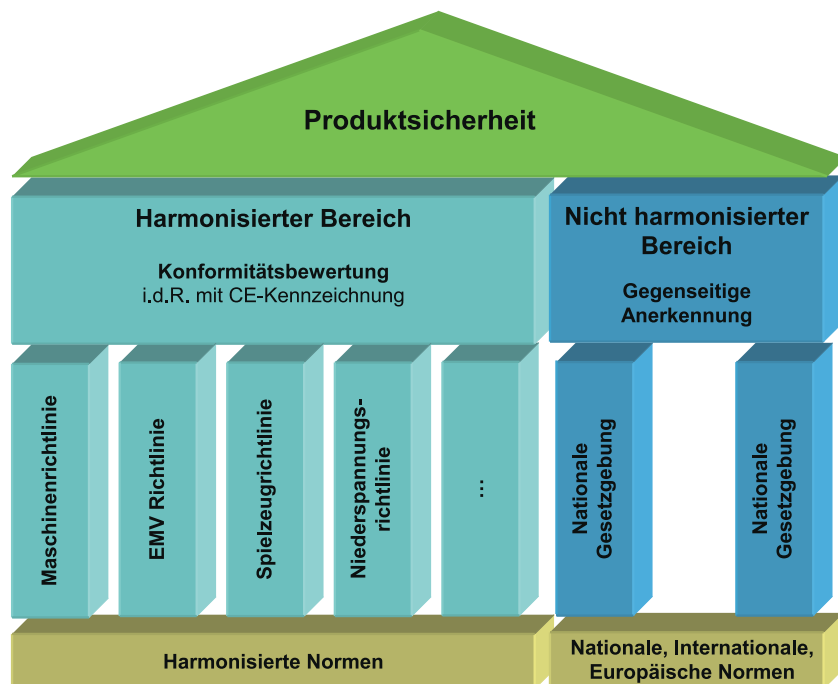 Produktsicherheit
Harmonisierter Bereich
Konformitätsbewertung
i.d.R. mit CE-Kennzeichnung
Nicht harmonisierter
Bereich
Gegenseitige
Anerkennung
Maschinenrichtlinie
EMV Richtlinie
Spielzeugrichtlinie
Niederspannungs-
richtlinie
...
Nationale
Gesetzgebung
Nationale
Gesetzgebung
Harmonisierte Normen
Nationale, Internationale,
Europäische Normen